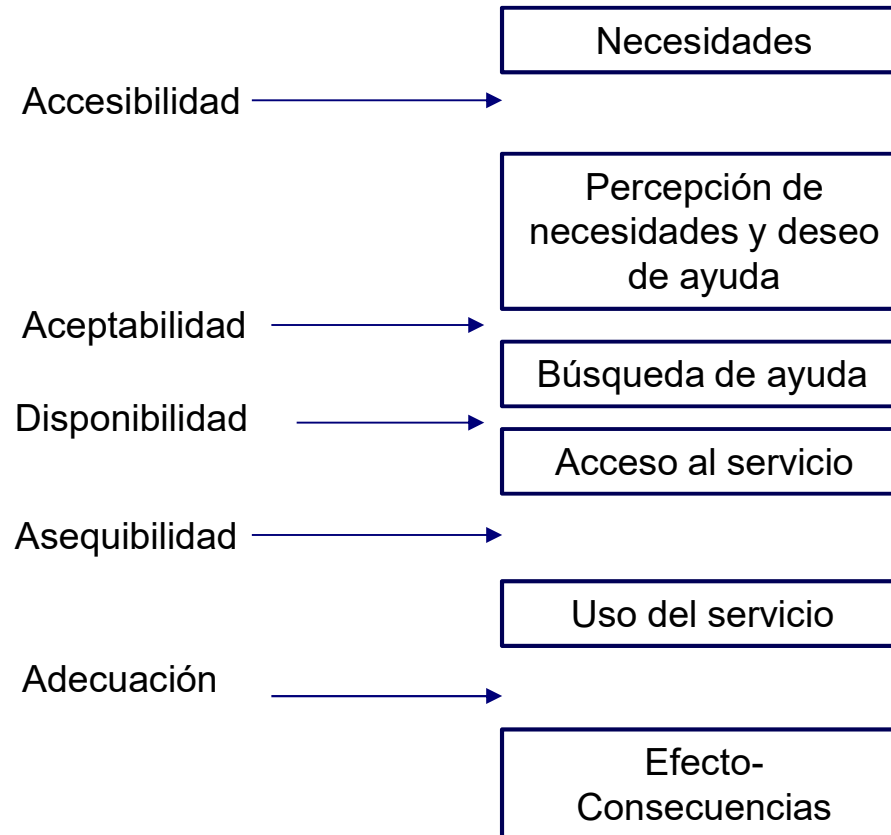 Necesidades
Accesibilidad
Percepción de
necesidades y deseo
de ayuda
Aceptabilidad
Búsqueda de ayuda
Disponibilidad
Acceso al servicio
Asequibilidad
Uso del servicio
Adecuación
Efecto-
Consecuencias